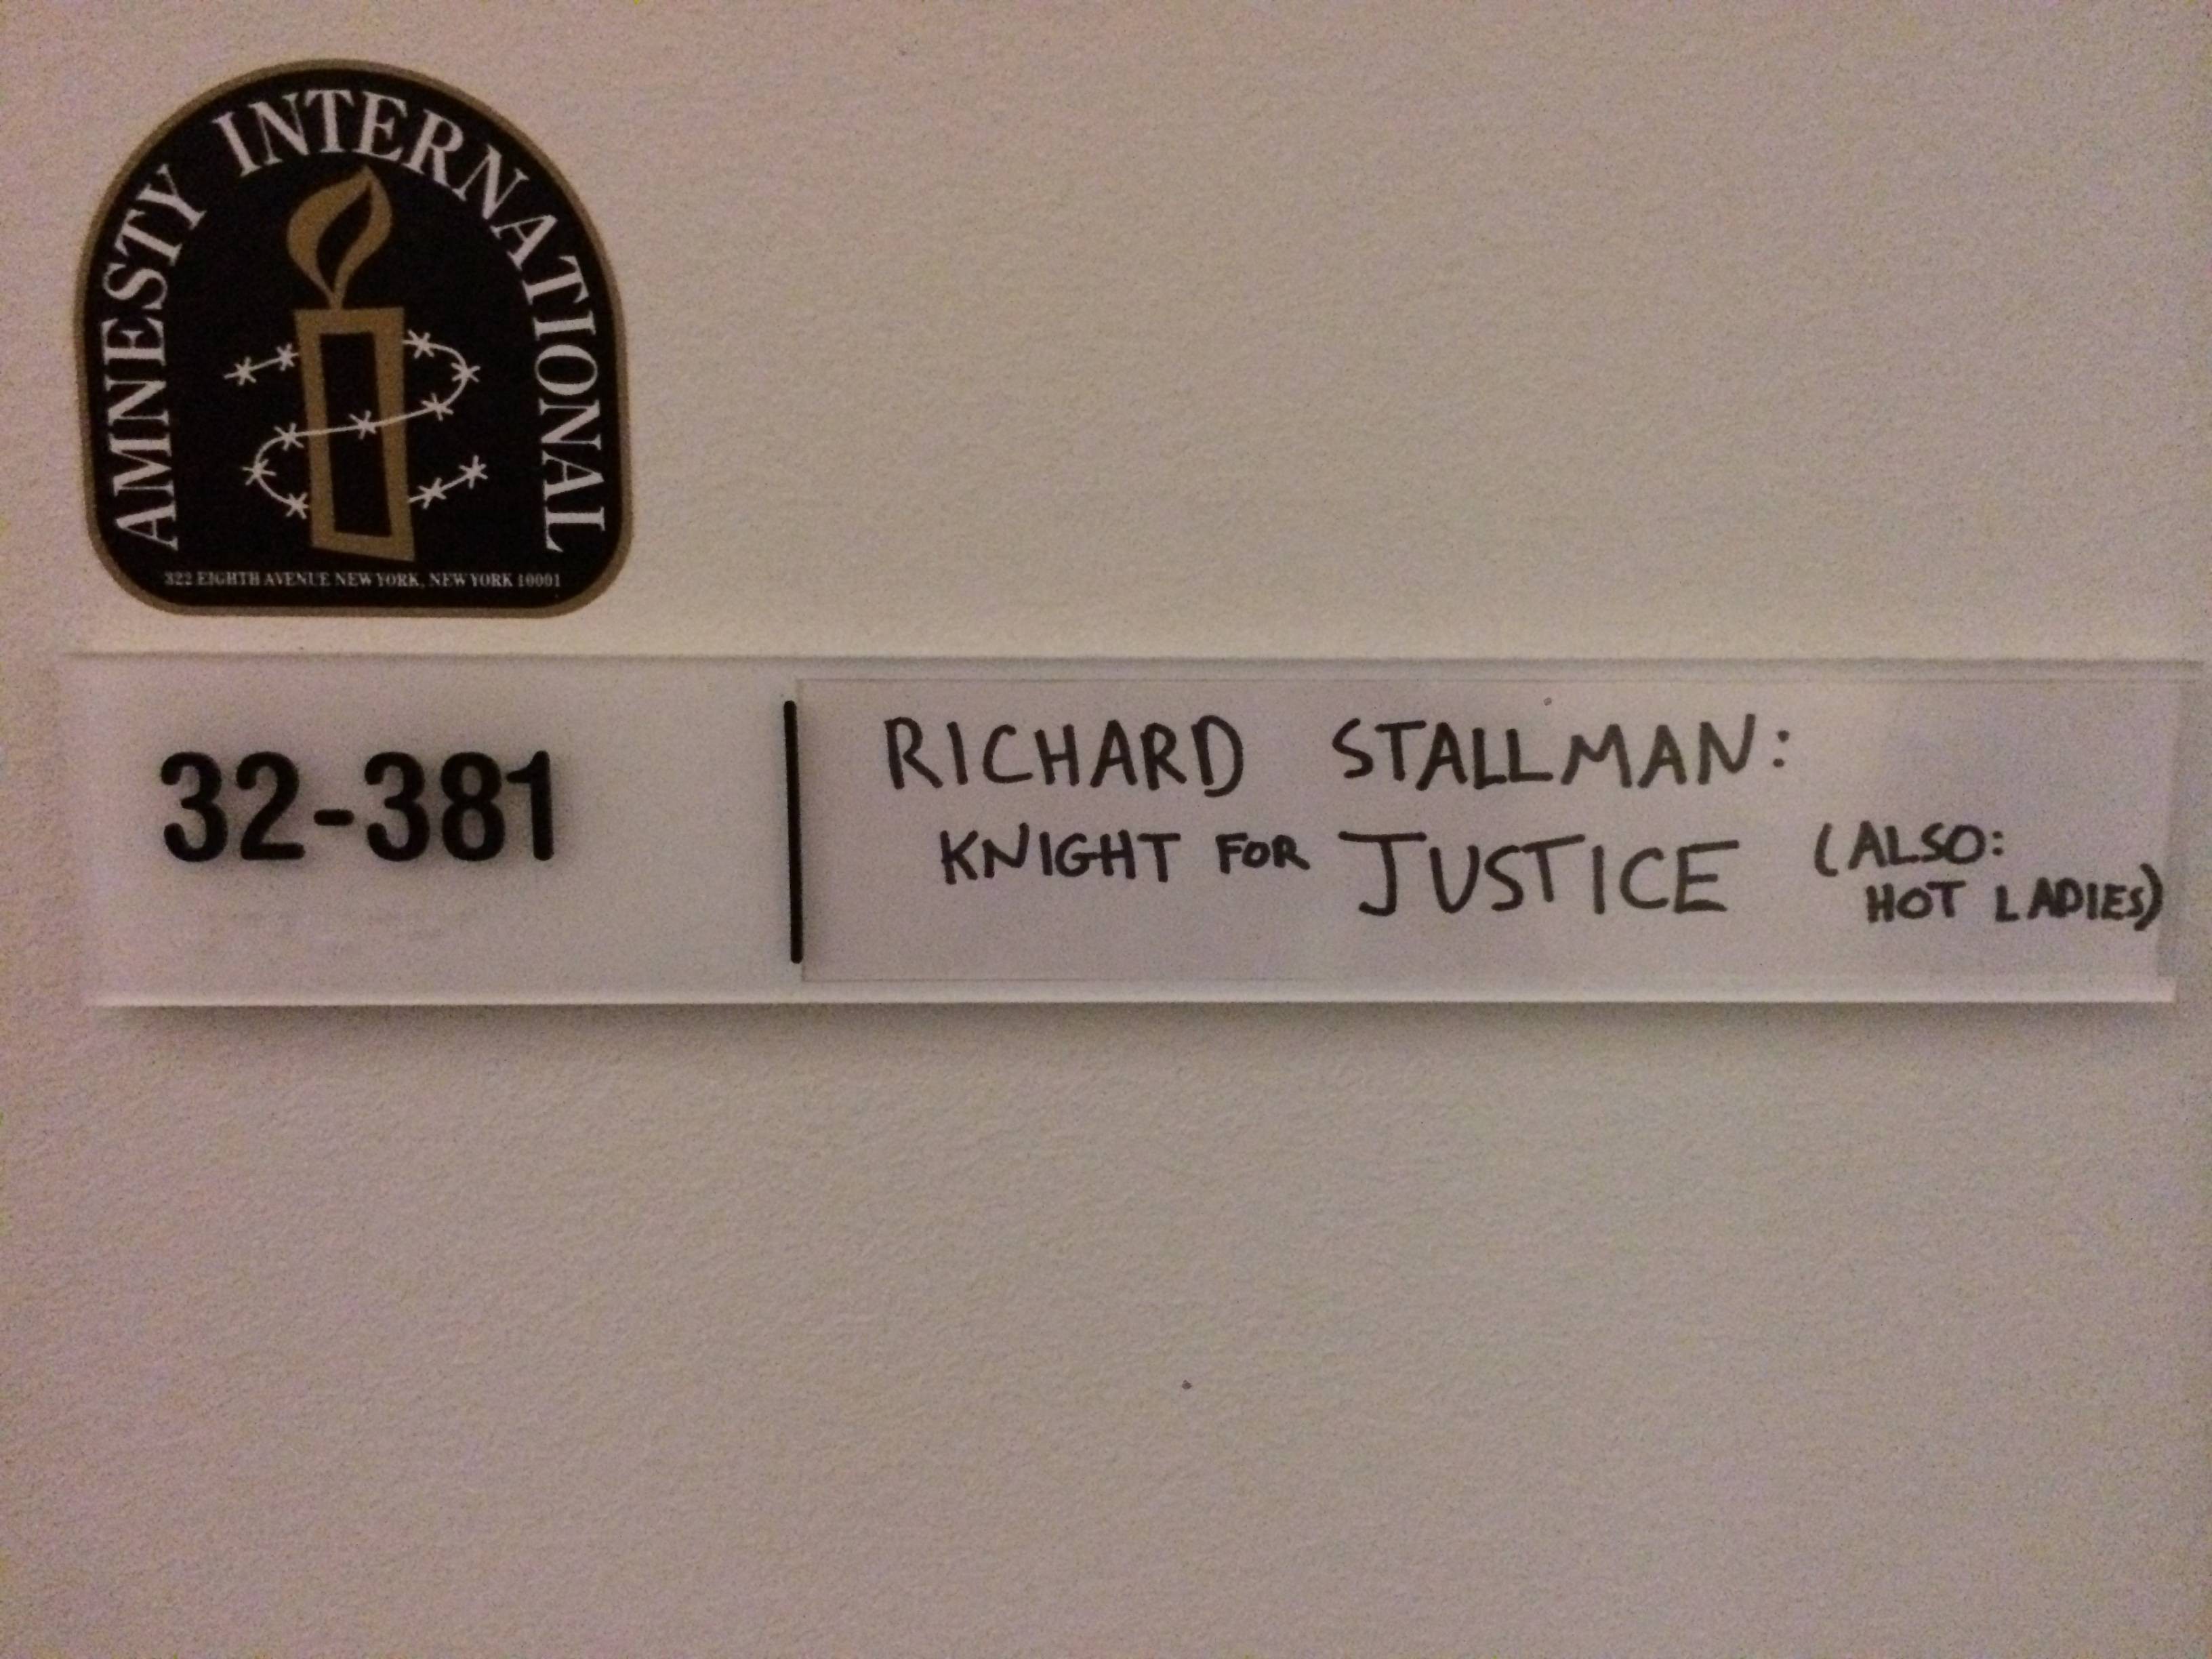 AMNESTY INTERNATIONAL
322 EIGHTH AVENUE NEW YORK, NEW YORK 10001
32-381
RICHARD STALLMAN:
KNIGHT FOR JUSTICE (ALSO:
HOT LADIES)